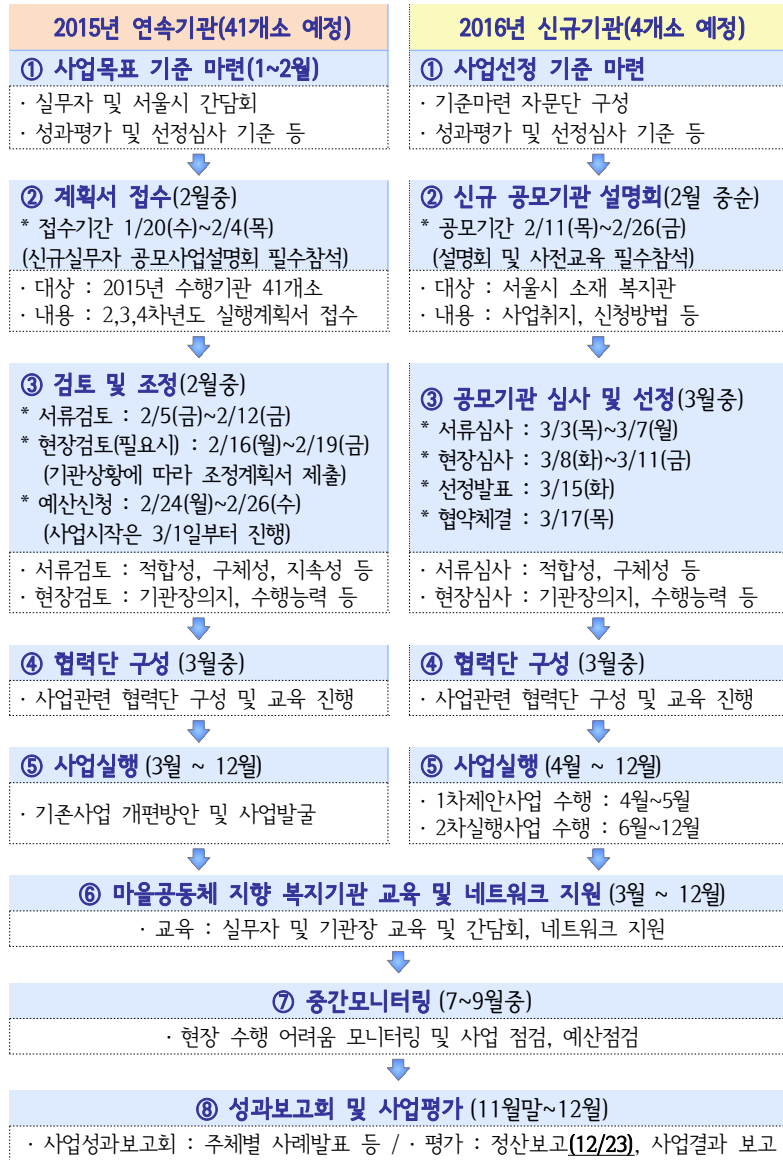 2015년 연속기관(41개소 예정)
① 사업목표 기준 마련(1~2월)
· 실무자 및 서울시 간담회
· 성과평가 및 선정심사 기준 등
② 계획서 접수(2월중)
* 접수기간 1/20(수)~2/4(목)
(신규실무자 공모사업설명회 필수참석)
· 대상 : 2015년 수행기관 41개소
· 내용 : 2,3,4차년도 실행계획서 접수
③ 검토 및 조정(2월중)
* 서류검토 : 2/5(금)~2/12(금)
* 현장검토(필요시) : 2/16(월)~2/19(금)
(기관상황에 따라 조정계획서 제출)
* 예산신청 : 2/24(월)~2/26(수)
(사업시작은 3/1일부터 진행)
· 서류검토 : 적합성, 구체성, 지속성 등
· 현장검토 : 기관장의지, 수행능력 등
④ 협력단 구성 (3월중)
· 사업관련 협력단 구성 및 교육 진행
⑤ 사업실행 (3월 ~ 12월)
· 기존사업 개편방안 및 사업발굴
2016년 신규기관(4개소 예정)
① 사업선정 기준 마련
· 기준마련 자문단 구성
· 성과평가 및 선정심사 기준 등
② 신규 공모기관 설명회(2월 중순)
* 공모기간 2/11(목)~2/26(금)
(설명회 및 사전교육 필수참석)
· 대상 : 서울시 소재 복지관
· 내용 : 사업취지, 신청방법 등
③ 공모기관 심사 및 선정(3월중)
* 서류심사 : 3/3(목)~3/7(월)
* 현장심사 : 3/8(화)~3/11(금)
* 선정발표 : 3/15(화)
* 협약체결 : 3/17(목)
· 서류심사 : 적합성, 구체성 등
· 현장심사 : 기관장의지, 수행능력 등
④ 협력단 구성 (3월중)
· 사업관련 협력단 구성 및 교육 진행
⑤ 사업실행 (4월 ~ 12월)
· 1차제안사업 수행 : 4월~5월
· 2차실행사업 수행 : 6월~12월
⑥ 마을공동체 지향 복지기관 교육 및 네트워크 지원 (3월 ~ 12월)
· 교육 : 실무자 및 기관장 교육 및 간담회, 네트워크 지원
⑦ 중간모니터링 (7~9월중)
· 현장 수행 어려움 모니터링 및 사업 점검, 예산점검
⑧ 성과보고회 및 사업평가 (11월말~12월)
· 사업성과보고회 : 주체별 사례발표 등 / · 평가 : 정산보고(12/23), 사업결과 보고